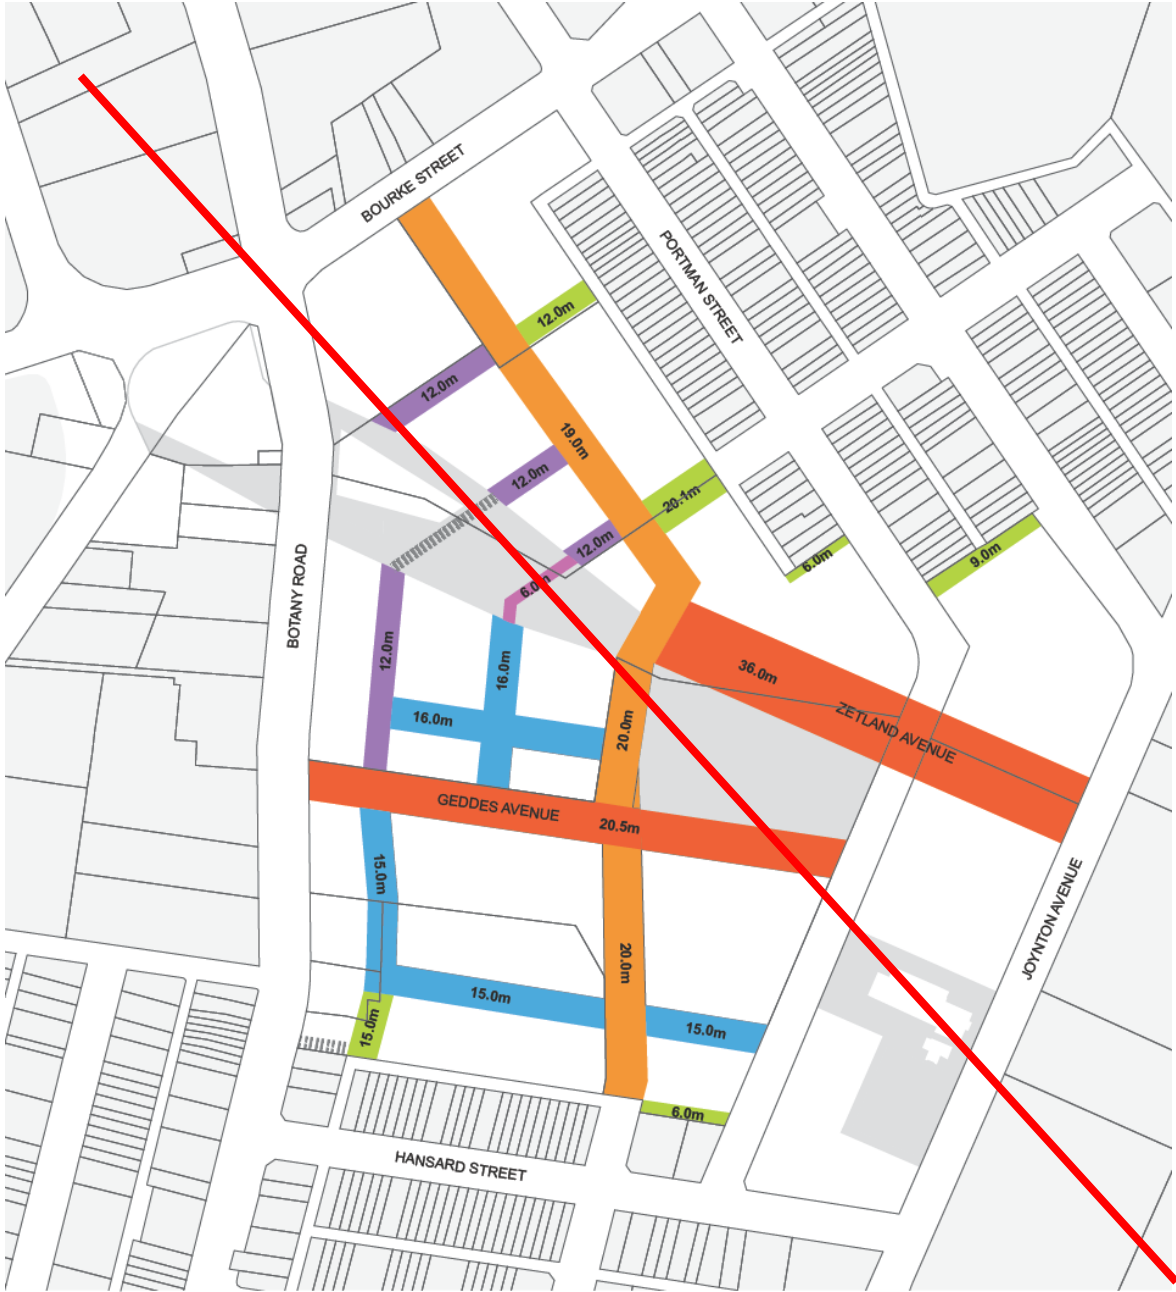 BOURKE STREET
PORTMAN STREET
12.0m
12.0m
19.0m
12.0m
20.1m
12.0m
6.0m
6.0m
9.0m
BOTANY ROAD
12.0m
16.0m
36.0m
16.0m
20.0m
ZETLAND AVENUE
GEDDES AVENUE
20.5m
15.0m
JOYNTON AVENUE
20.0m
15.0m
15.0m
15.0m
6.0m
HANSARD STREET